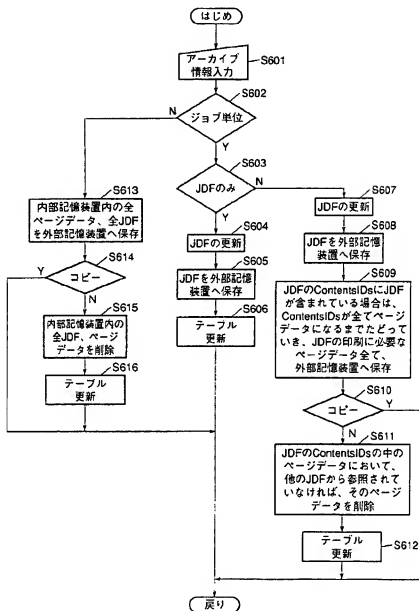 はじめ
アーカイブ
情報入力
S601
S602
ジョブ単位
N
Y
S603
JDFのみ
N
Y
S604
JDFの更新
S605
JDFを外部記憶
装置へ保存
S606
テーブル
更新
S607
JDFの更新
S608
JDFを外部記憶
装置へ保存
S609
JDFのContentsIDsにJDF
が含まれている場合は、
ContentsIDsが全てページ
データになるまでたどって
いき、JDFの印刷に必要な
ページデータ全て、
外部記憶装置へ保存
S610
コピー
Y
N
S611
JDFのContentsIDsの中の
ページデータにおいて、
他のJDFから参照されて
いなければ、そのページ
データを削除
S612
テーブル
更新
S613
内部記憶装置内の全
ページデータ、全JDF
を外部記憶装置へ保存
S614
コピー
Y
N
S615
内部記憶装置内の
全JDF、ページ
データを削除
S616
テーブル
更新
戻り